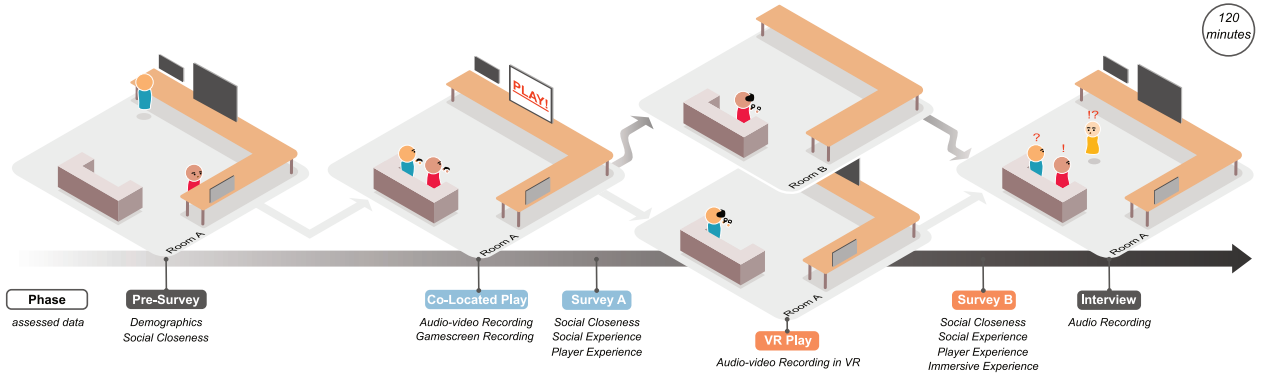 120
minutes
PLAY!
Room B
Room A
Room A
Room A
Room A
Phase
assessed data
Pre-Survey
Demographics
Social Closeness
Co-Located Play
Audio-video Recording
Gamescreen Recording
Survey A
Social Closeness
Social Experience
Player Experience
VR Play
Audio-video Recording in VR
Survey B
Social Closeness
Social Experience
Player Experience
Immersive Experience
Interview
Audio Recording
?
!
!?